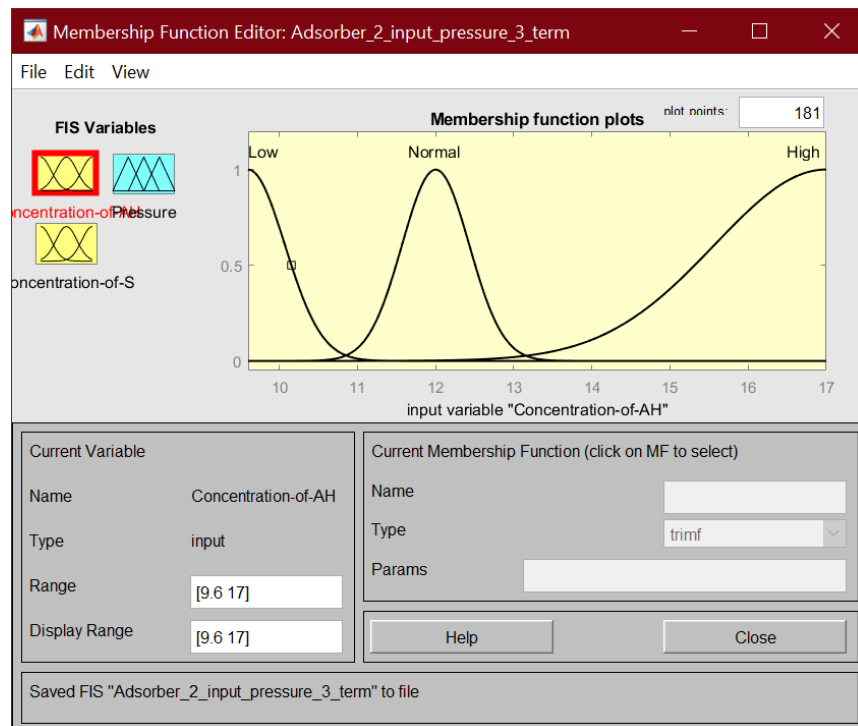 Membership Function Editor: Adsorber_2_input_pressure_3_term
File Edit View
FIS Variables
Membership function plots
plot points:
181
Low
Normal
High
1
0.5
0
Pressure
oncentration-of-S
10 11 12 13 14 15 16 17
input variable "Concentration-of-AH"
Current Variable
Name Concentration-of-AH
Type input
Range [9.6 17]
Display Range [9.6 17]
Current Membership Function (click on MF to select)
Name
Type trimf
Params
Help
Close
Saved FIS "Adsorber_2_input_pressure_3_term" to file